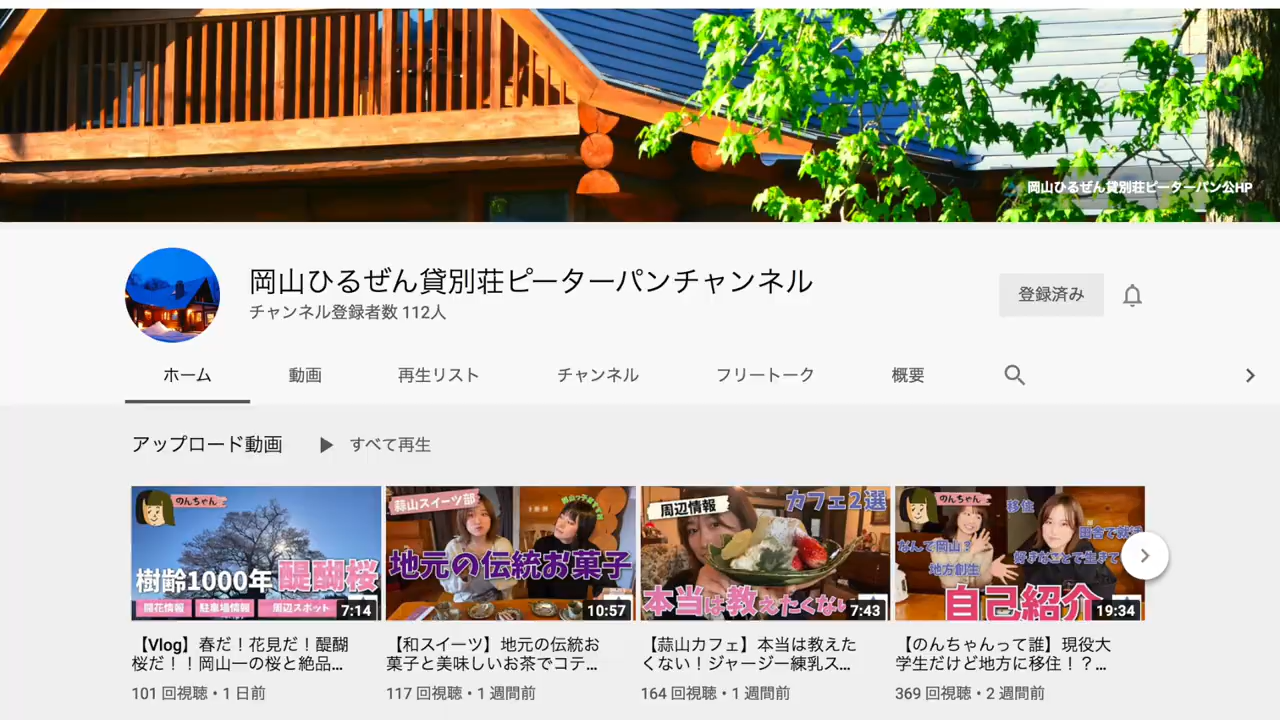 岡山ひるぜん貸別荘ピーターパン公HP
岡山ひるぜん貸別荘ピーターパンチャンネル
チャンネル登録者数 112人
登録済み
ホーム
動画
再生リスト
チャンネル
フリートーク
概要
アップロード動画
すべて再生
のんちゃん
樹齢1000年醍醐桜
開花情報 駐車場情報 周辺スポット
7:14
蒜山スイーツ部
地元の伝統お菓子
10:57
周辺情報
カフェ2選
本当は教えたくない
7:43
のんちゃん
移住
なんで岡山？
地方創生
田舎で就活
好きなことで生きて
自己紹介
19:34
【Vlog】春だ！花見だ！醍醐
桜だ！！岡山一の桜と絶品...
101 回視聴・1 日前
【和スイーツ】地元の伝統お
菓子と美味しいお茶でコテ...
117 回視聴・1 週間前
【蒜山カフェ】本当は教えた
くない！ジャージー練乳ス...
164 回視聴・1 週間前
【のんちゃんって誰】現役大
学生だけど地方に移住！？...
369 回視聴・2 週間前